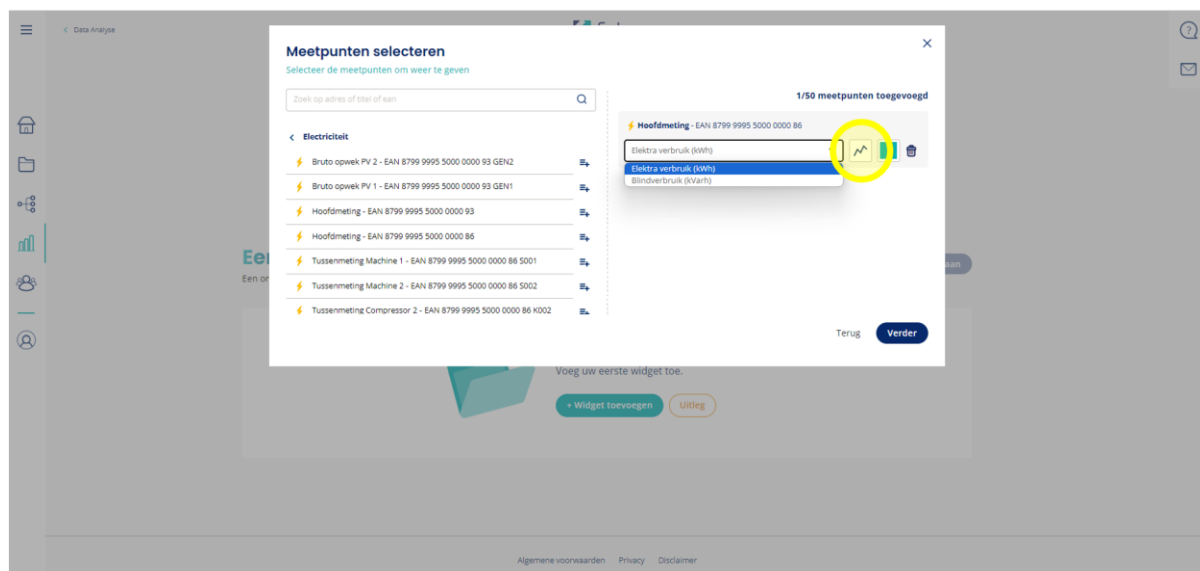 Data Analyse
Meetpunten selecteren
Selecteer de meetpunten om weer te geven
Zoek op adres of titel of ean
1/50 meetpunten toegevoegd
Electriciteit
Hoofdmeting - EAN 8799 9995 5000 0000 86
Elektra verbruik (kWh)
Elektra verbruik (kWh)
Blindverbruik (kVarh)
Bruto opwek PV 2 - EAN 8799 9995 5000 0000 93 GEN2
Bruto opwek PV 1 - EAN 8799 9995 5000 0000 93 GEN1
Hoofdmeting - EAN 8799 9995 5000 0000 93
Hoofdmeting - EAN 8799 9995 5000 0000 86
Tussenmeting Machine 1 - EAN 8799 9995 5000 0000 86 S001
Tussenmeting Machine 2 - EAN 8799 9995 5000 0000 86 S002
Tussenmeting Compressor 2 - EAN 8799 9995 5000 0000 86 K002
Terug
Verder
Een or
aan
Voeg uw eerste widget toe.
+ Widget toevoegen
Uitleg
Algemene voorwaarden Privacy Disclaimer